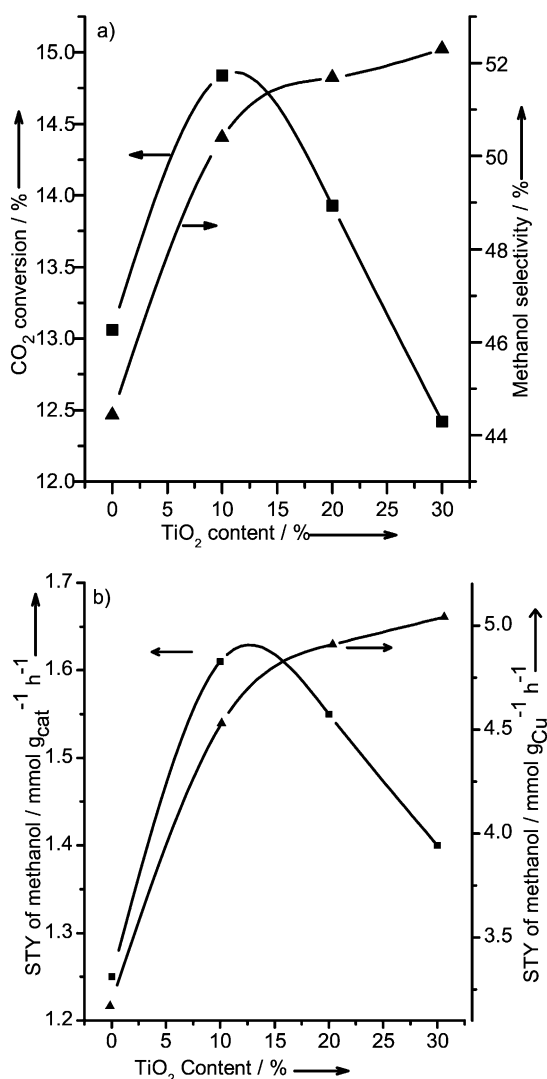 a)
15.0
14.5
14.0
13.5
13.0
12.5
12.0
CO₂ conversion / %
52
50
48
46
44
Methanol selectivity / %
0 5 10 15 20 25 30
TiO₂ content / %
b)
1.7
1.6
1.5
1.4
1.3
1.2
STY of methanol / mmol g_cat⁻¹ h⁻¹
5.0
4.5
4.0
3.5
STY of methanol / mmol g_Cu⁻¹ h⁻¹
0 5 10 15 20 25 30
TiO₂ Content / %